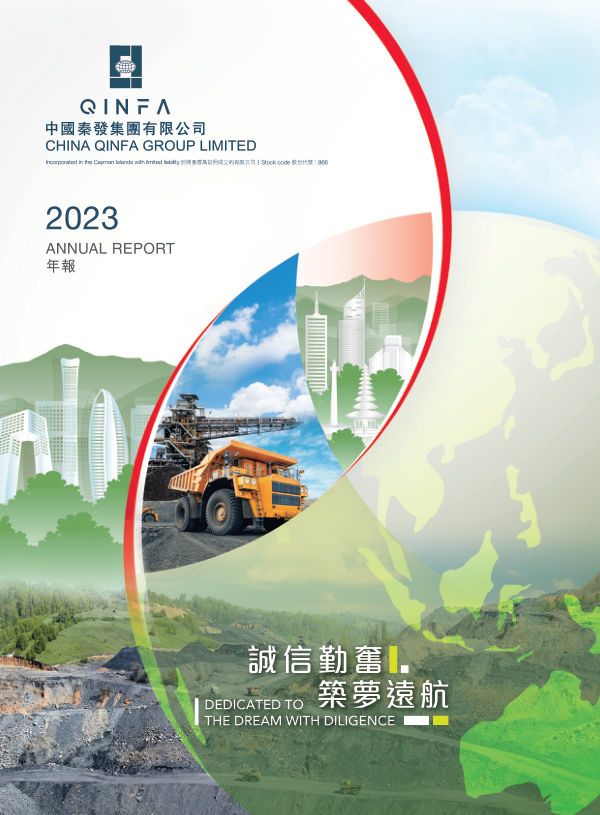 QINFA
中國秦發集團有限公司
CHINA QINFA GROUP LIMITED
Incorporated in the Cayman Islands with limited liability 於開曼群島註冊成立的有限公司 | Stock code 股份代號：866
2023
ANNUAL REPORT
年報
誠信勤奮
築夢遠航
DEDICATED TO
THE DREAM WITH DILIGENCE